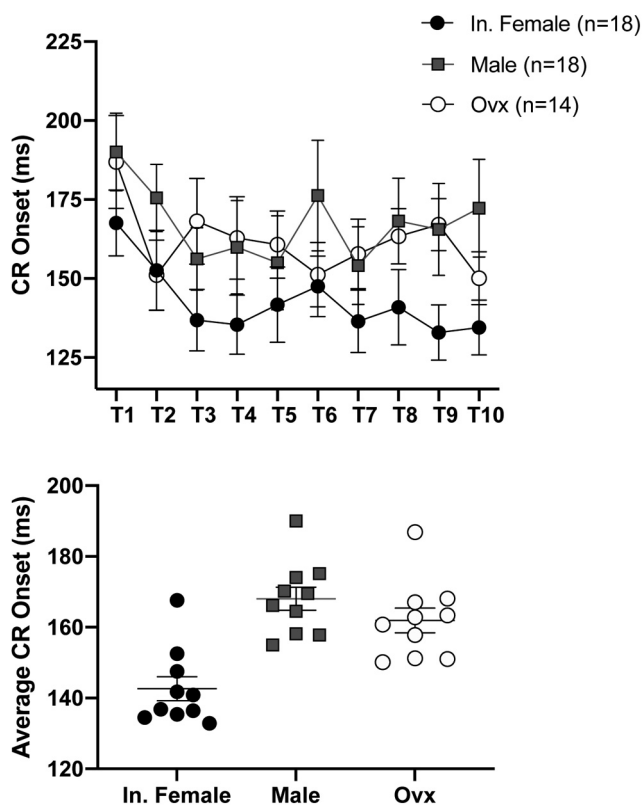 In. Female (n=18)
Male (n=18)
Ovx (n=14)
CR Onset (ms)
225
200
175
150
125
T1 T2 T3 T4 T5 T6 T7 T8 T9 T10
Average CR Onset (ms)
200
180
160
140
120
In. Female Male Ovx